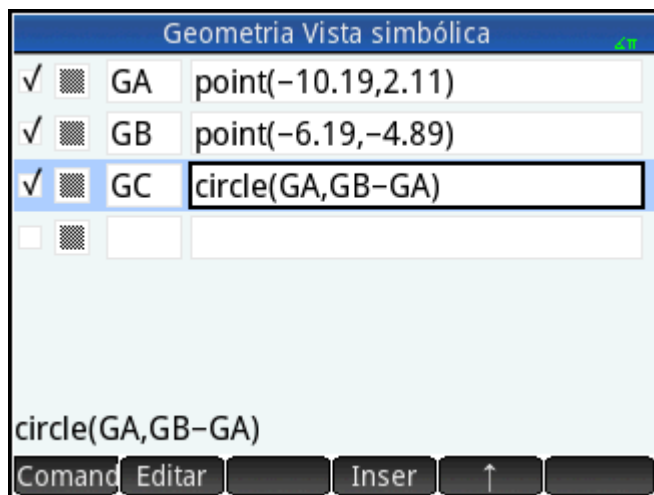 Geometria Vista simbólica ∡π
√ GA point(−10.19,2.11)
√ GB point(−6.19,−4.89)
√ GC circle(GA,GB−GA)
circle(GA,GB−GA)
Comand Editar Inser ↑